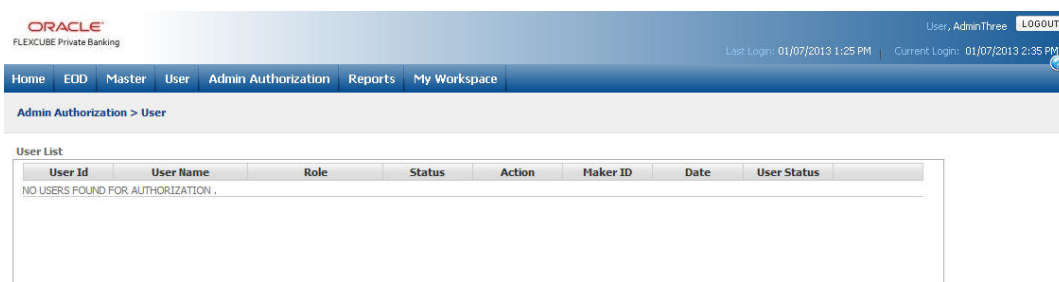 ORACLE
FLEXCUBE Private Banking
User, AdminThree LOGOUT
Last Login: 01/07/2013 1:25 PM Current Login: 01/07/2013 2:35 PM
Home EOD Master User Admin Authorization Reports My Workspace
Admin Authorization > User
User List
User Id User Name Role Status Action Maker ID Date User Status
NO USERS FOUND FOR AUTHORIZATION .